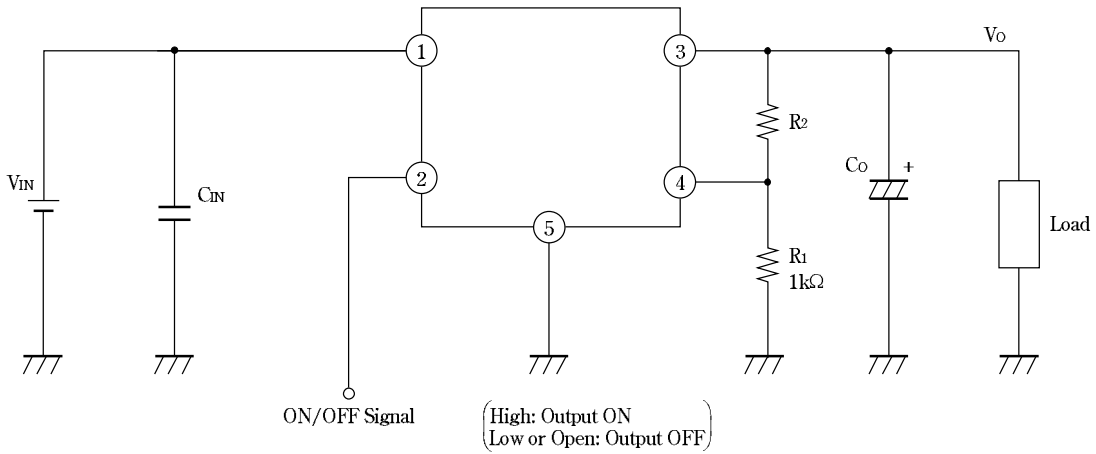 1
3
VO
R2
VIN
CIN
2
4
CO
+
Load
5
R1
1kΩ
ON/OFF Signal
High: Output ON
Low or Open: Output OFF